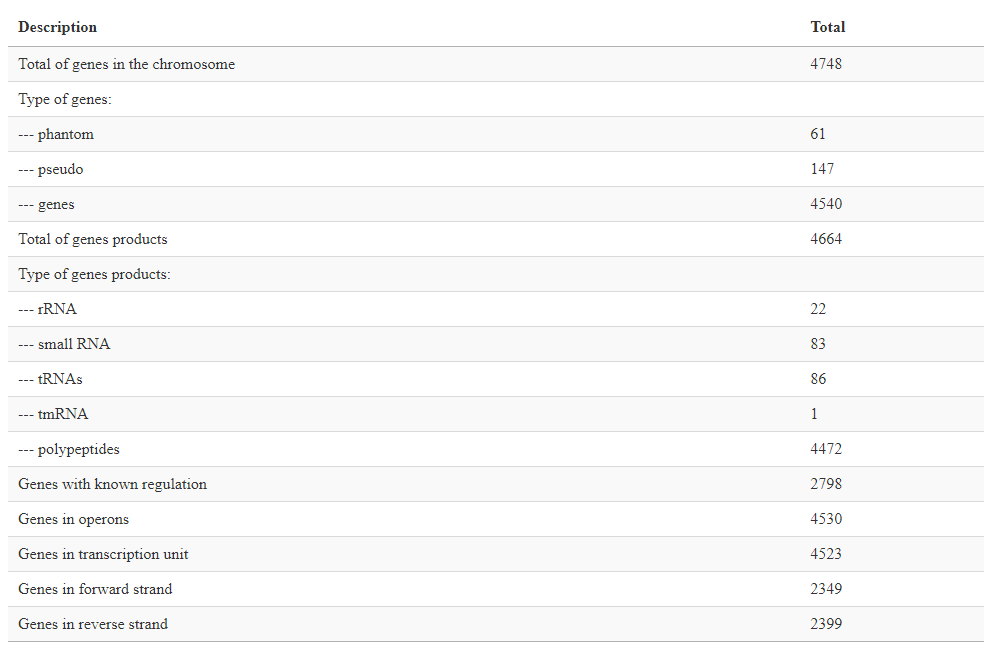 Description Total
Total of genes in the chromosome 4748
Type of genes:
--- phantom 61
--- pseudo 147
--- genes 4540
Total of genes products 4664
Type of genes products:
--- rRNA 22
--- small RNA 83
--- tRNAs 86
--- tmRNA 1
--- polypeptides 4472
Genes with known regulation 2798
Genes in operons 4530
Genes in transcription unit 4523
Genes in forward strand 2349
Genes in reverse strand 2399